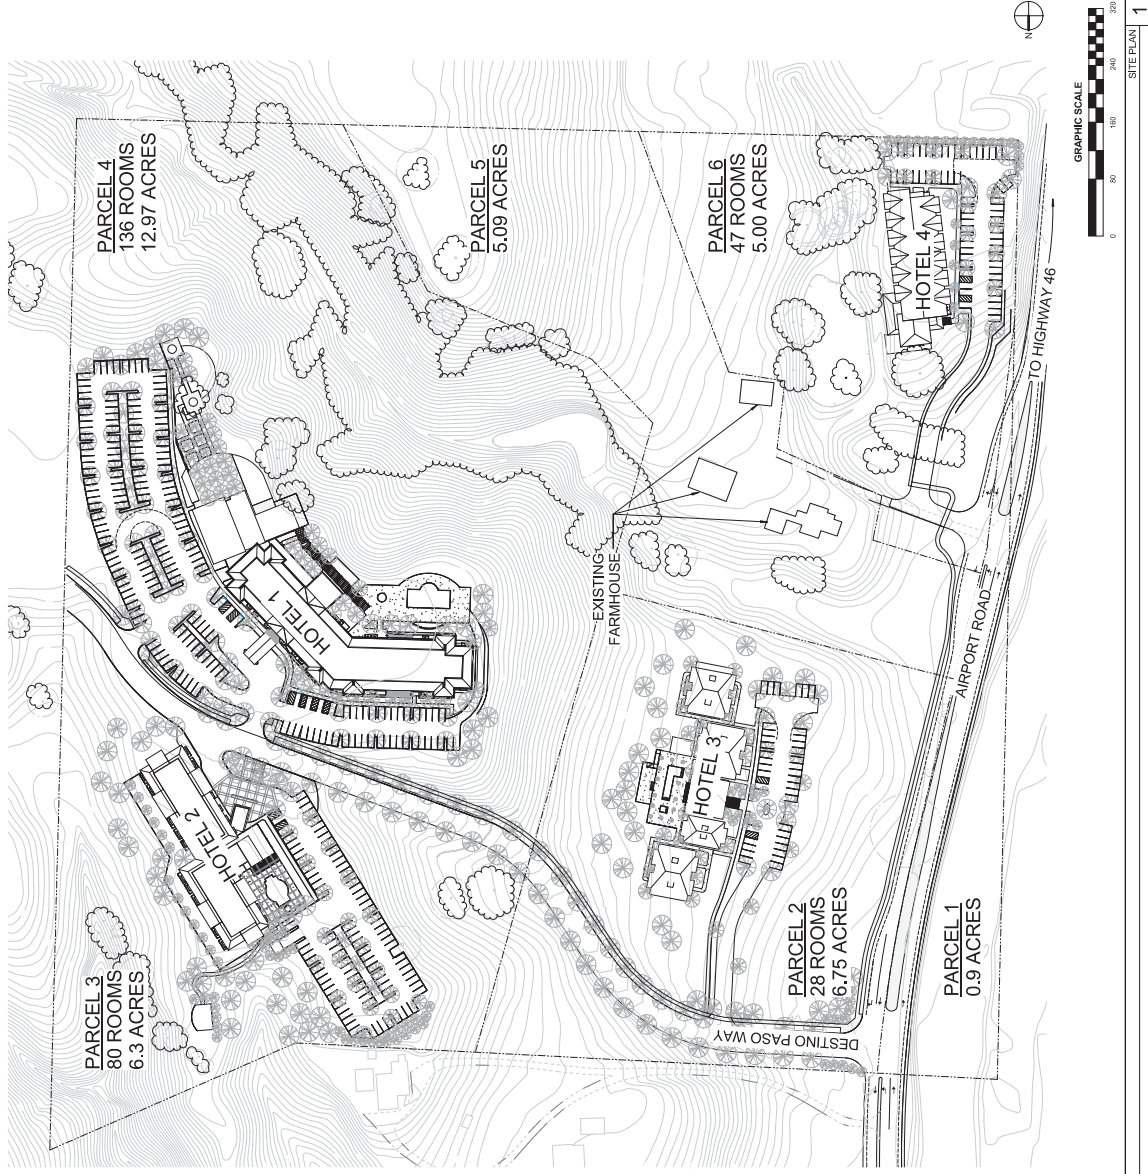 PARCEL 4
136 ROOMS
12.97 ACRES
PARCEL 5
5.09 ACRES
PARCEL 6
47 ROOMS
5.00 ACRES
HOTEL 4
TO HIGHWAY 46
HOTEL 1
EXISTING
FARMHOUSE
AIRPORT ROAD
HOTEL 2
HOTEL 3
PARCEL 3
80 ROOMS
6.3 ACRES
PARCEL 2
28 ROOMS
6.75 ACRES
PARCEL 1
0.9 ACRES
DESTINO PASO WAY
N
GRAPHIC SCALE
0 80 160 240 320
SITE PLAN
1